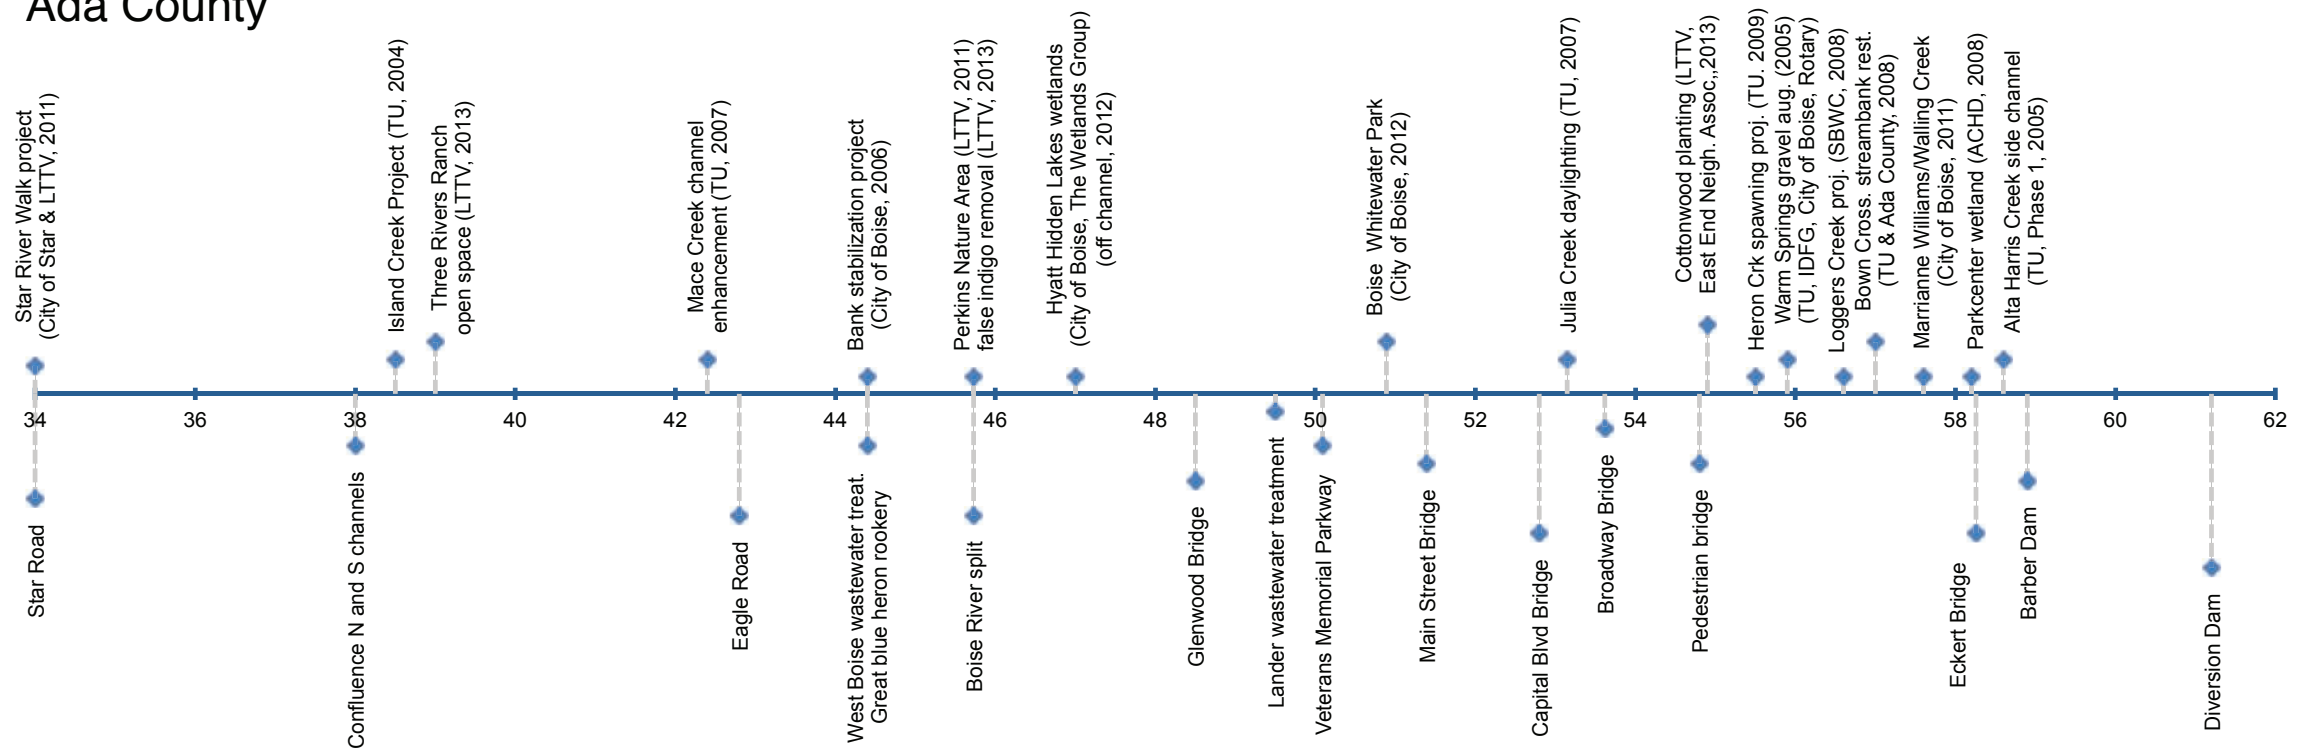 Ada County
Star River Walk project
(City of Star & LTTV, 2011)
Island Creek Project (TU, 2004)
Three Rivers Ranch
open space (LTTV, 2013)
Mace Creek channel
enhancement (TU, 2007)
Bank stabilization project
(City of Boise, 2006)
Perkins Nature Area (LTTV, 2011)
false indigo removal (LTTV, 2013)
Hyatt Hidden Lakes wetlands
(City of Boise, The Wetlands Group)
(off channel, 2012)
Boise Whitewater Park
(City of Boise, 2012)
Julia Creek daylighting (TU, 2007)
Cottonwood planting (LTTV,
East End Neigh. Assoc.,2013)
Heron Crk spawning proj. (TU. 2009)
Warm Springs gravel aug. (2005)
(TU, IDFG, City of Boise, Rotary)
Loggers Creek proj. (SBWC, 2008)
Bown Cross. streambank rest.
(TU & Ada County, 2008)
Marrianne Williams/Walling Creek
(City of Boise, 2011)
Parkcenter wetland (ACHD, 2008)
Alta Harris Creek side channel
(TU, Phase 1, 2005)
34
36
38
40
42
44
46
48
50
52
54
56
58
60
62
Star Road
Confluence N and S channels
Eagle Road
West Boise wastewater treat.
Great blue heron rookery
Boise River split
Glenwood Bridge
Lander wastewater treatment
Veterans Memorial Parkway
Main Street Bridge
Capital Blvd Bridge
Broadway Bridge
Pedestrian bridge
Eckert Bridge
Barber Dam
Diversion Dam